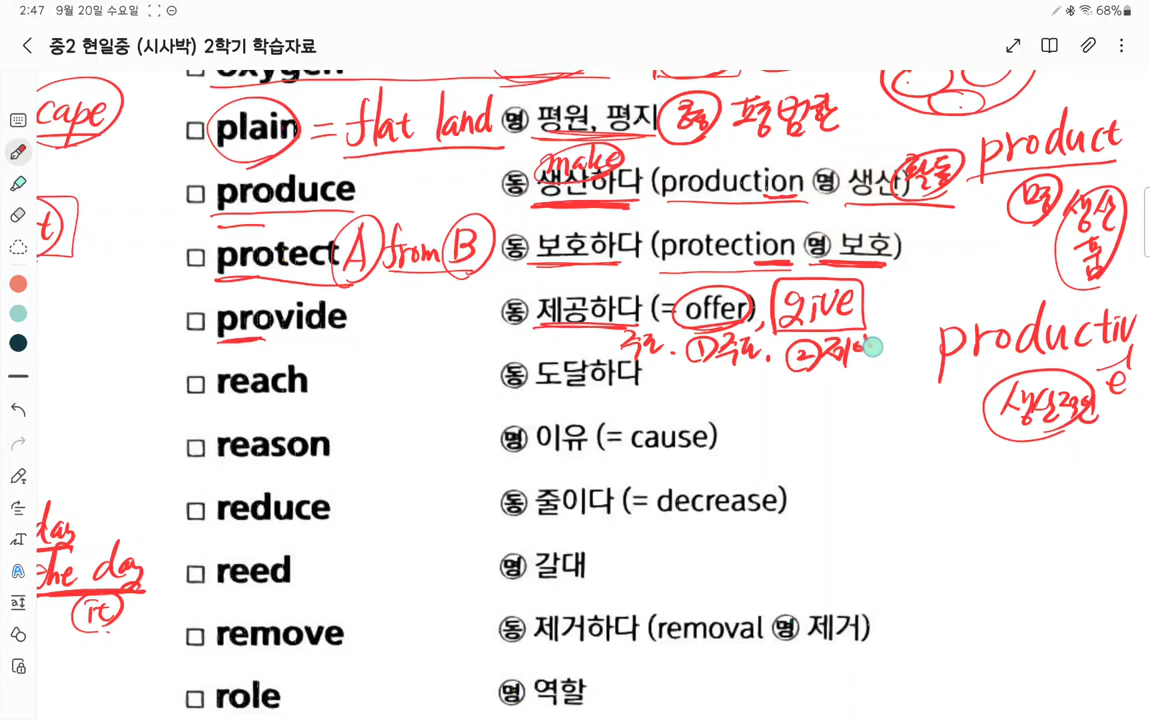 2:47 9월 20일 수요일 68%
중2 현일중 (시사박) 2학기 학습자료
oxygen
cape
plain = flat land 명 평원, 평지 형 평범한
make
product
produce 동 생산하다 (production 명 생산) 활동
명 생산품
t)
protect A from B 동 보호하다 (protection 명 보호)
provide 동 제공하다 (= offer), give
주다. ① 주다. ②
productive
생산적인
reach 동 도달하다
reason 명 이유 (= cause)
reduce 동 줄이다 (= decrease)
day
reed 명 갈대
the day
it
remove 동 제거하다 (removal 명 제거)
role 명 역할